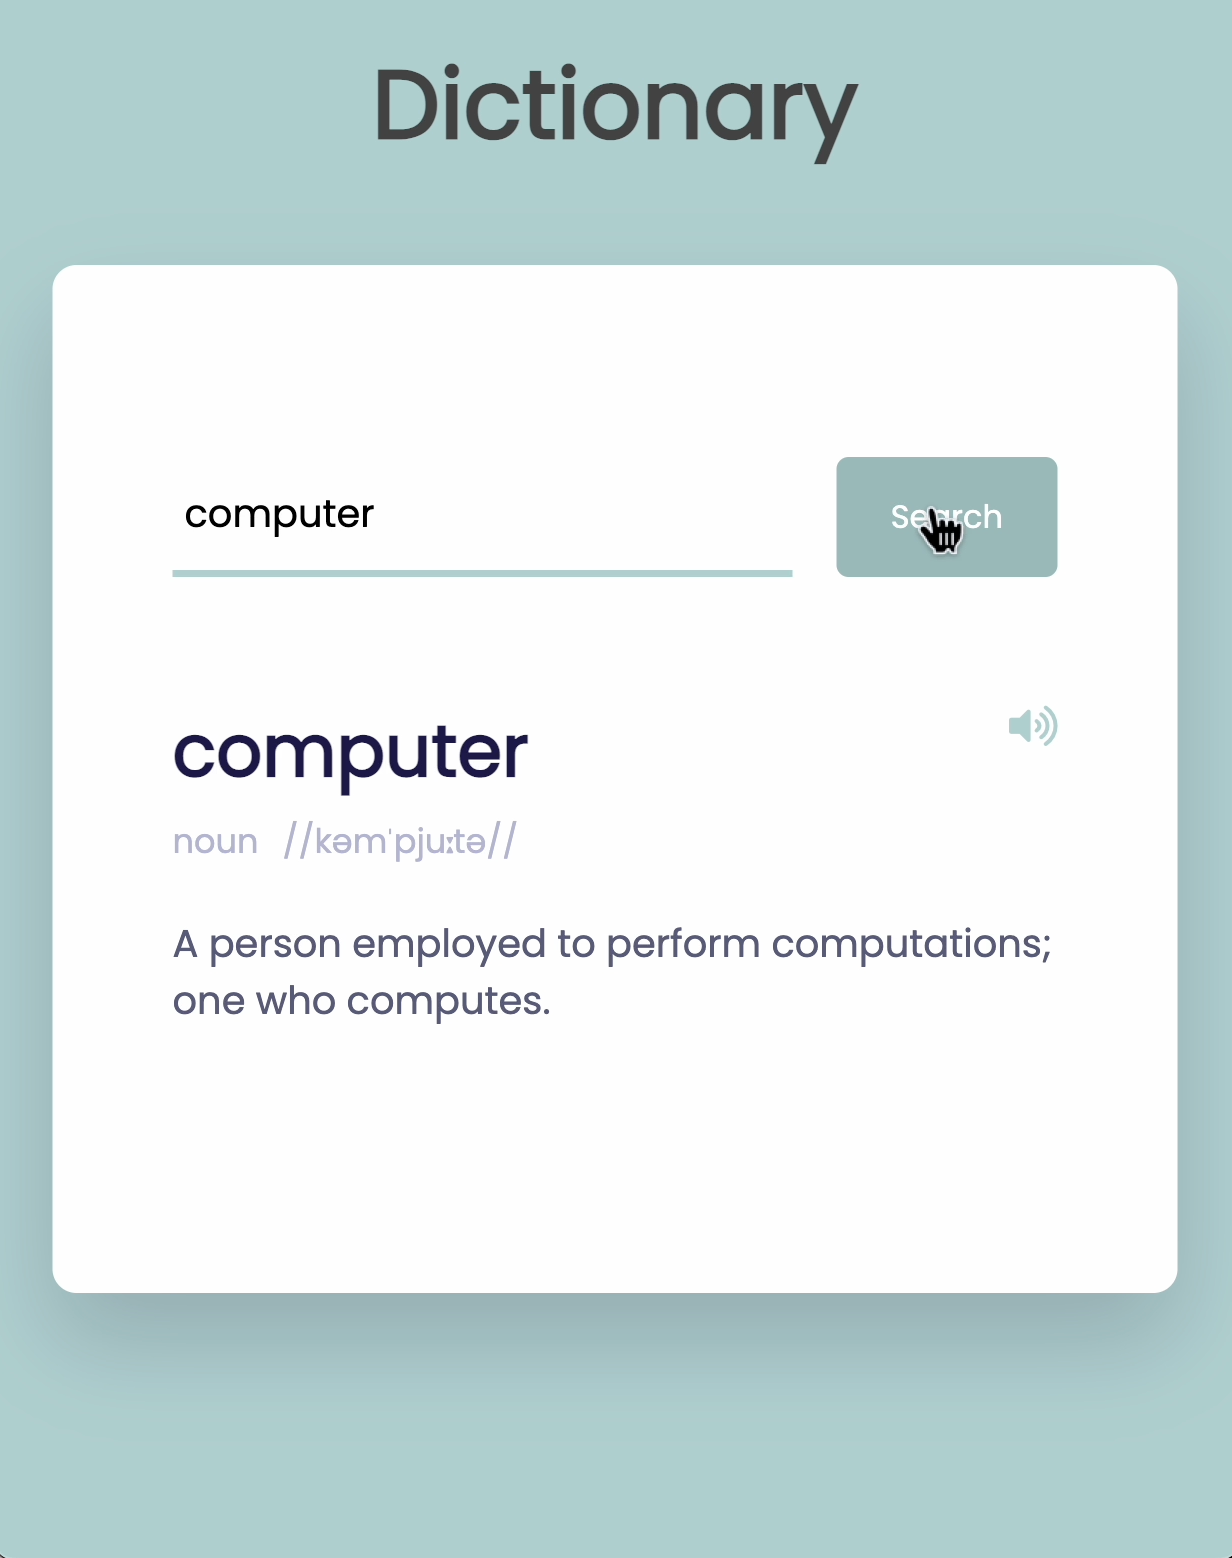 Dictionary
computer
Search
computer
noun //kəmˈpjuːtə//
A person employed to perform computations;
one who computes.